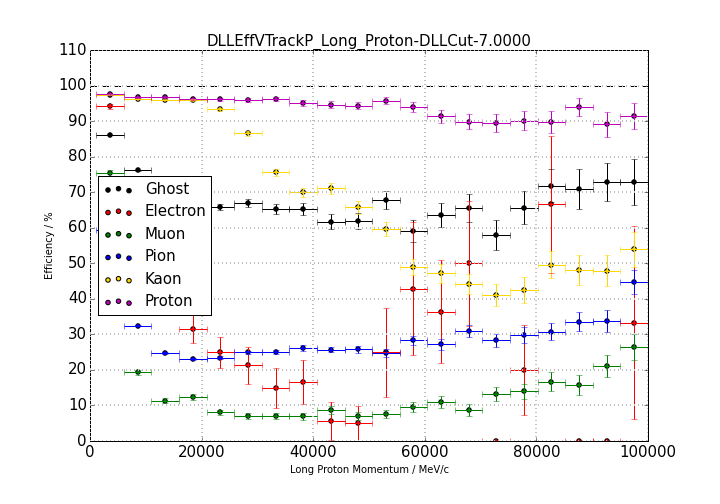 DLLEffVTrackP_Long_Proton-DLLCut-7.0000
110
100
90
80
70
60
50
40
30
20
10
0
Efficiency / %
Ghost
Electron
Muon
Pion
Kaon
Proton
0 20000 40000 60000 80000 100000
Long Proton Momentum / MeV/c